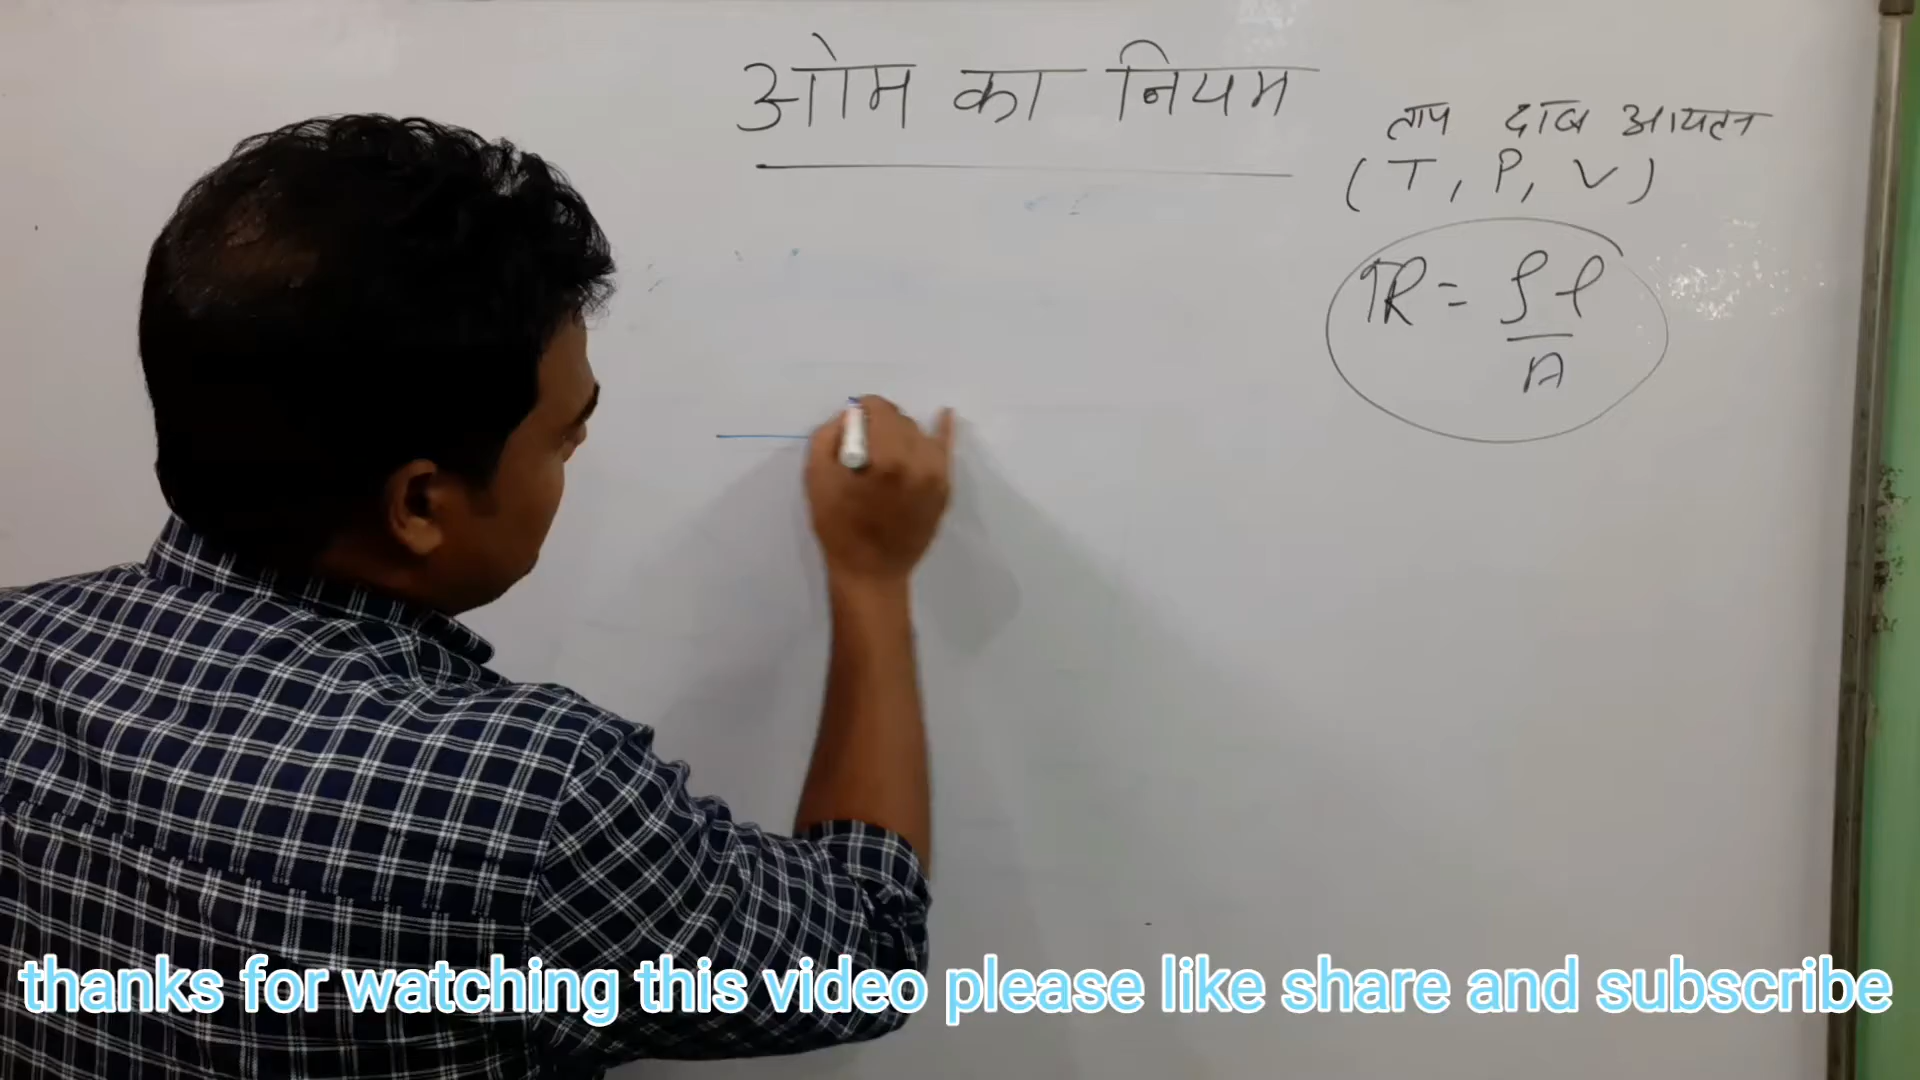 ओम का नियम
ताप दाब आयतन
(T, P, V)
↑R = ρl
A
thanks for watching this video please like share and subscribe